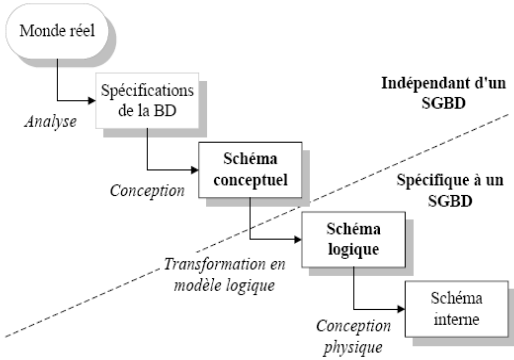 Monde réel
Analyse
Spécifications
de la BD
Indépendant d'un
SGBD
Conception
Schéma
conceptuel
Spécifique à un
SGBD
Transformation en
modèle logique
Schéma
logique
Conception
physique
Schéma
interne